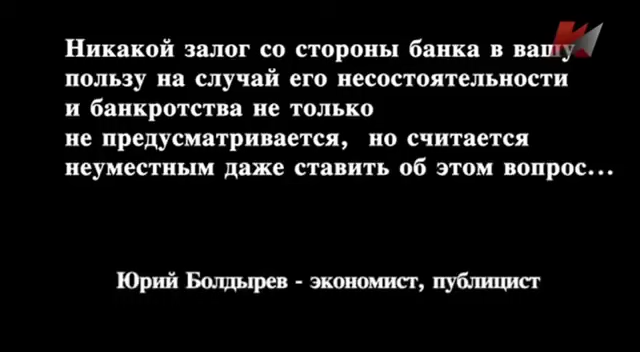 Никакой залог со стороны банка в вашу
пользу на случай его несостоятельности
и банкротства не только
не предусматривается, но считается
неуместным даже ставить об этом вопрос...
Юрий Болдырев - экономист, публицист